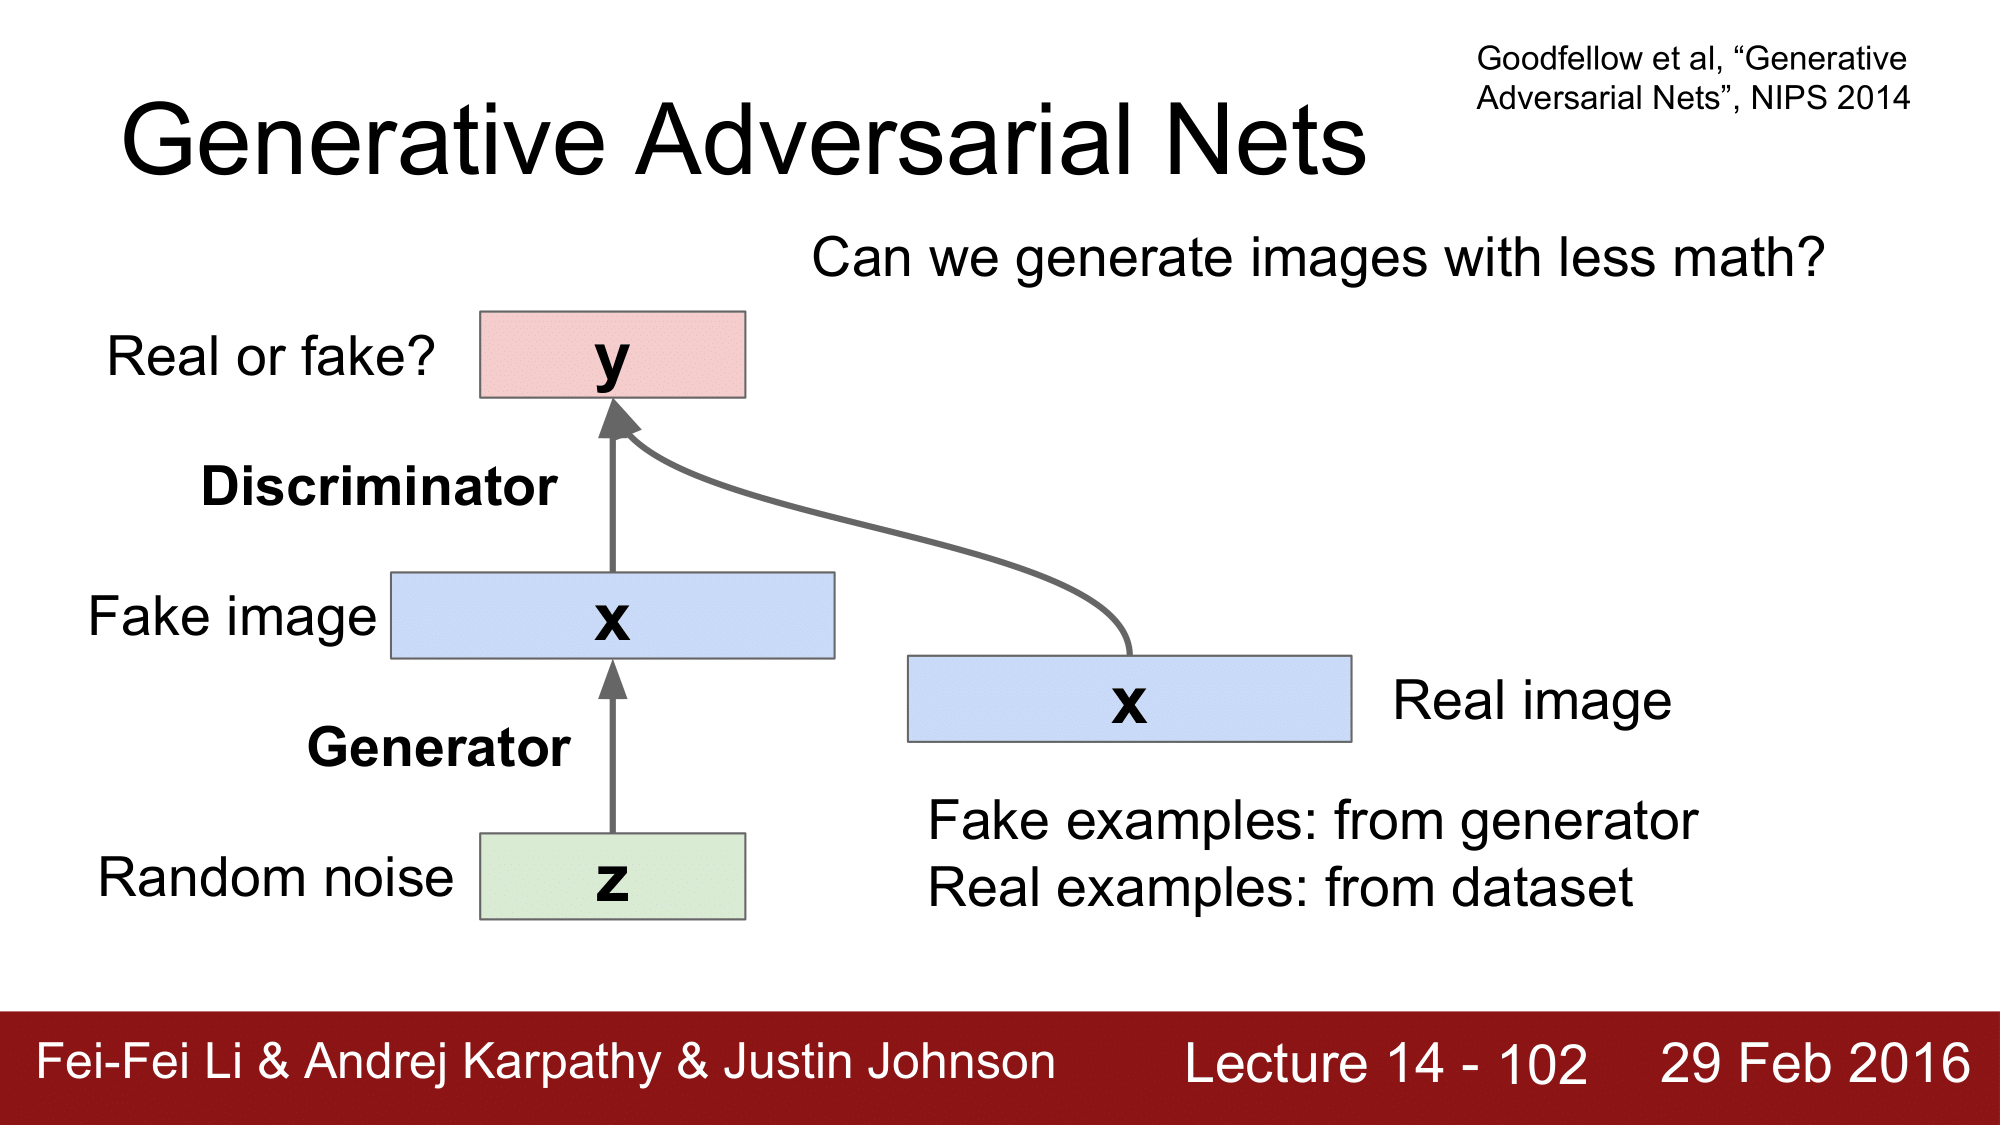 Goodfellow et al, “Generative
Adversarial Nets”, NIPS 2014
Generative Adversarial Nets
Can we generate images with less math?
Real or fake?
y
Discriminator
Fake image
x
x
Real image
Generator
Fake examples: from generator
Real examples: from dataset
Random noise
z
Fei-Fei Li & Andrej Karpathy & Justin Johnson
Lecture 14 - 102
29 Feb 2016